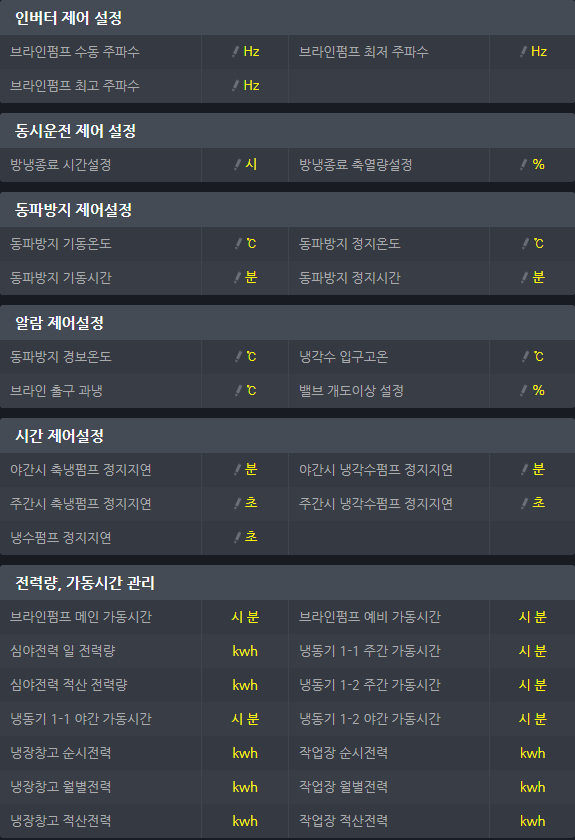 인버터 제어 설정
브라인펌프 수동 주파수 Hz 브라인펌프 최저 주파수 Hz
브라인펌프 최고 주파수 Hz
동시운전 제어 설정
방냉종료 시간설정 시 방냉종료 축열량설정 %
동파방지 제어설정
동파방지 기동온도 ℃ 동파방지 정지온도 ℃
동파방지 기동시간 분 동파방지 정지시간 분
알람 제어설정
동파방지 경보온도 ℃ 냉각수 입구고온 ℃
브라인 출구 과냉 ℃ 밸브 개도이상 설정 %
시간 제어설정
야간시 축냉펌프 정지지연 분 야간시 냉각수펌프 정지지연 분
주간시 축냉펌프 정지지연 초 주간시 냉각수펌프 정지지연 초
냉수펌프 정지지연 초
전력량, 가동시간 관리
브라인펌프 메인 가동시간 시 분 브라인펌프 예비 가동시간 시 분
심야전력 일 전력량 kwh 냉동기 1-1 주간 가동시간 시 분
심야전력 적산 전력량 kwh 냉동기 1-2 주간 가동시간 시 분
냉동기 1-1 야간 가동시간 시 분 냉동기 1-2 야간 가동시간 시 분
냉장창고 순시전력 kwh 작업장 순시전력 kwh
냉장창고 월별전력 kwh 작업장 월별전력 kwh
냉장창고 적산전력 kwh 작업장 적산전력 kwh